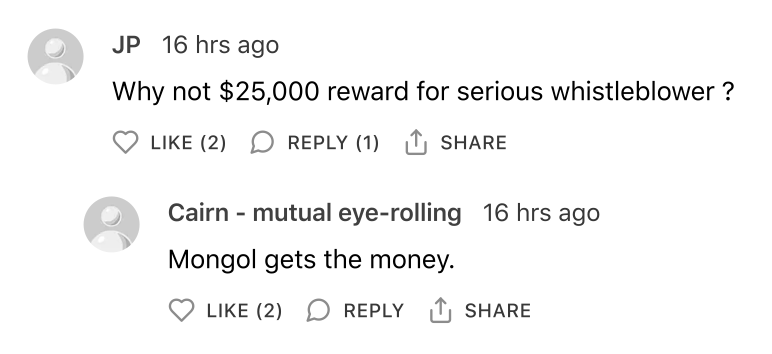 JP 16 hrs ago
Why not $25,000 reward for serious whistleblower ?
LIKE (2) REPLY (1) SHARE
Cairn - mutual eye-rolling 16 hrs ago
Mongol gets the money.
LIKE (2) REPLY SHARE